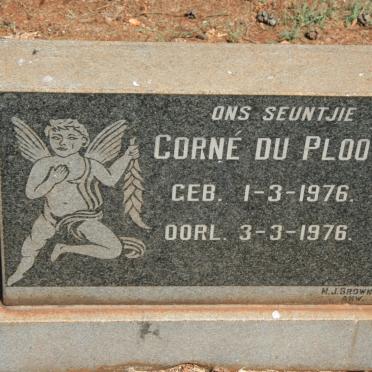 ONS SEUNTJIE
CORNÉ DU PLOO
GEB. 1-3-1976.
OORL. 3-3-1976.